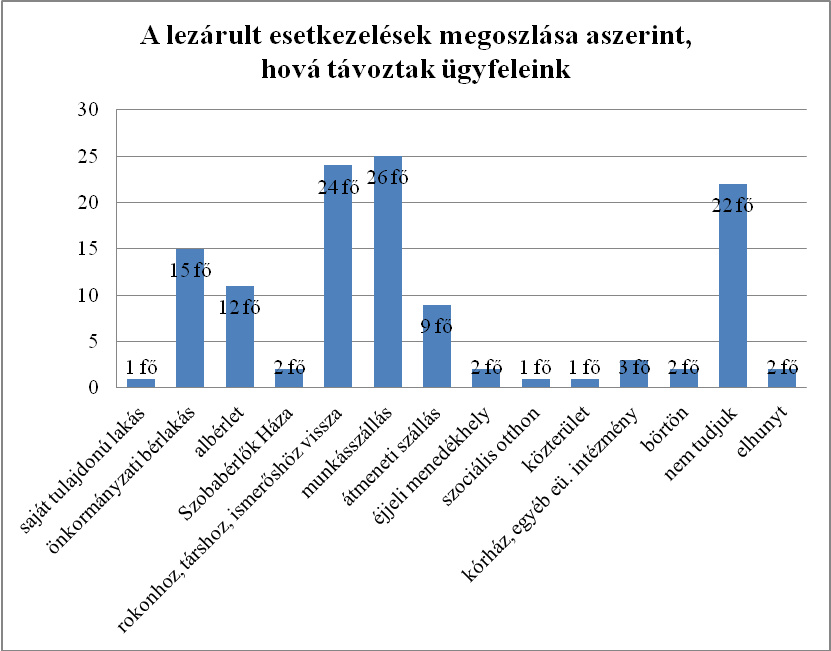 A lezárult esetkezelések megoszlása aszerint,
hová távoztak ügyfeleink
30
25
20
15
10
5
0
1 fő
15 fő
12 fő
2 fő
24 fő
26 fő
9 fő
2 fő
1 fő
1 fő
3 fő
2 fő
22 fő
2 fő
saját tulajdonú lakás
önkormányzati bérlakás
albérlet
Szobabérlők Háza
rokonhoz, társhoz, ismerőshöz vissza
munkásszállás
átmeneti szállás
éjjeli menedékhely
szociális otthon
közterület
kórház, egyéb eü. intézmény
börtön
nem tudjuk
elhunyt